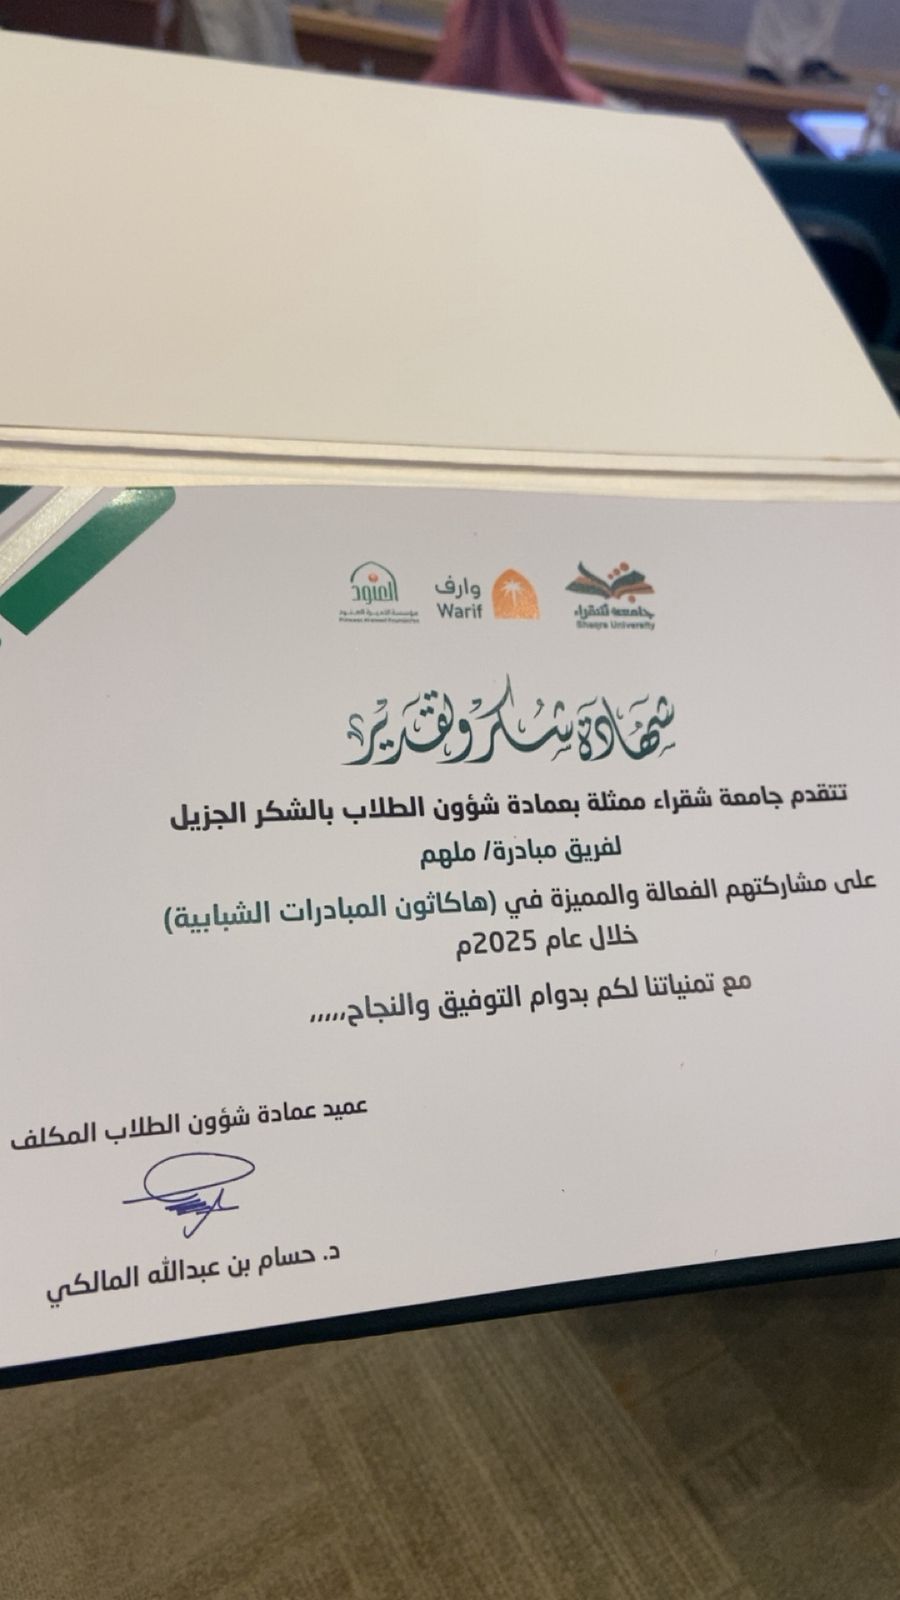 جامعة شقراء
Shaqra University
وارف
Warif
العنود
مؤسسة الأميرة العنود
Princess Alanood Foundation
شهادة شكر وتقدير
تتقدم جامعة شقراء ممثلة بعمادة شؤون الطلاب بالشكر الجزيل
لفريق مبادرة/ ملهم
على مشاركتهم الفعالة والمميزة في (هاكاثون المبادرات الشبابية)
خلال عام 2025م
مع تمنياتنا لكم بدوام التوفيق والنجاح,,,,,
عميد عمادة شؤون الطلاب المكلف
د. حسام بن عبدالله المالكي